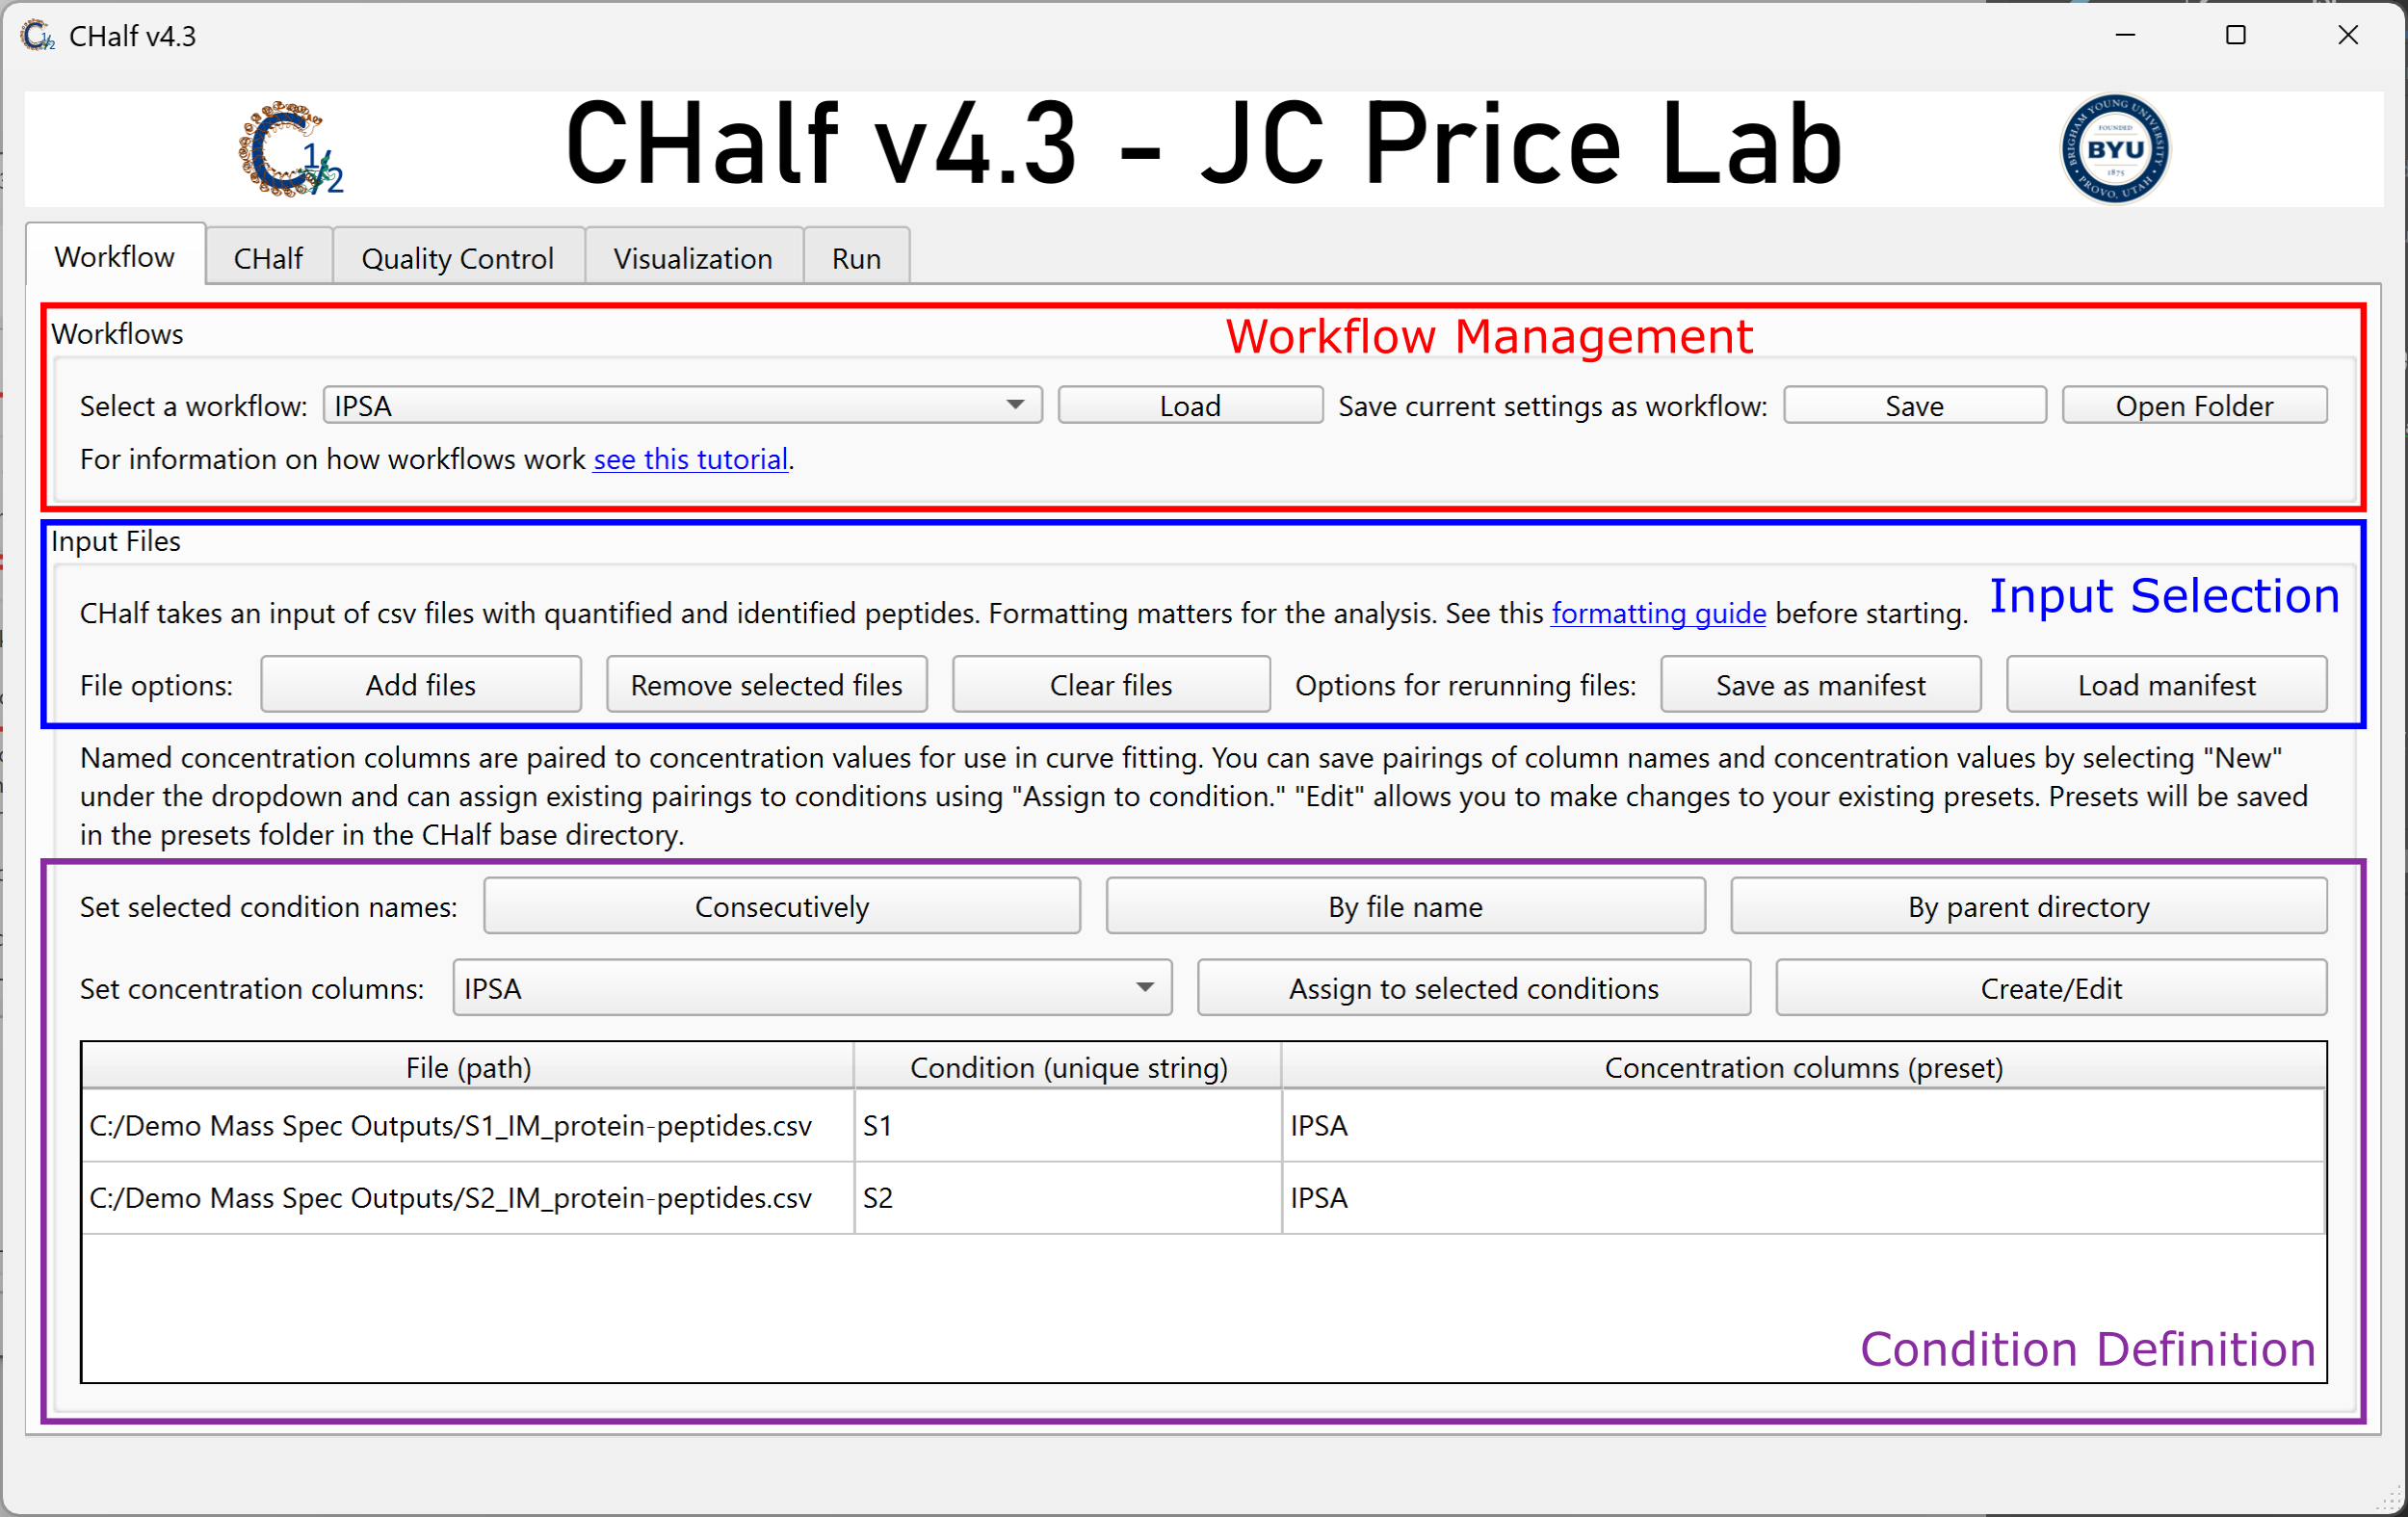 CHalf v4.3
C 1/2
CHalf v4.3 - JC Price Lab
BRIGHAM YOUNG UNIVERSITY
FOUNDED
BYU
1875
PROVO, UTAH
Workflow CHalf Quality Control Visualization Run
Workflows
Workflow Management
Select a workflow: IPSA Load Save current settings as workflow: Save Open Folder
For information on how workflows work see this tutorial.
Input Files
Input Selection
CHalf takes an input of csv files with quantified and identified peptides. Formatting matters for the analysis. See this formatting guide before starting.
File options: Add files Remove selected files Clear files Options for rerunning files: Save as manifest Load manifest
Named concentration columns are paired to concentration values for use in curve fitting. You can save pairings of column names and concentration values by selecting "New"
under the dropdown and can assign existing pairings to conditions using "Assign to condition." "Edit" allows you to make changes to your existing presets. Presets will be saved
in the presets folder in the CHalf base directory.
Set selected condition names: Consecutively By file name By parent directory
Set concentration columns: IPSA Assign to selected conditions Create/Edit
File (path) Condition (unique string) Concentration columns (preset)
C:/Demo Mass Spec Outputs/S1_IM_protein-peptides.csv S1 IPSA
C:/Demo Mass Spec Outputs/S2_IM_protein-peptides.csv S2 IPSA
Condition Definition